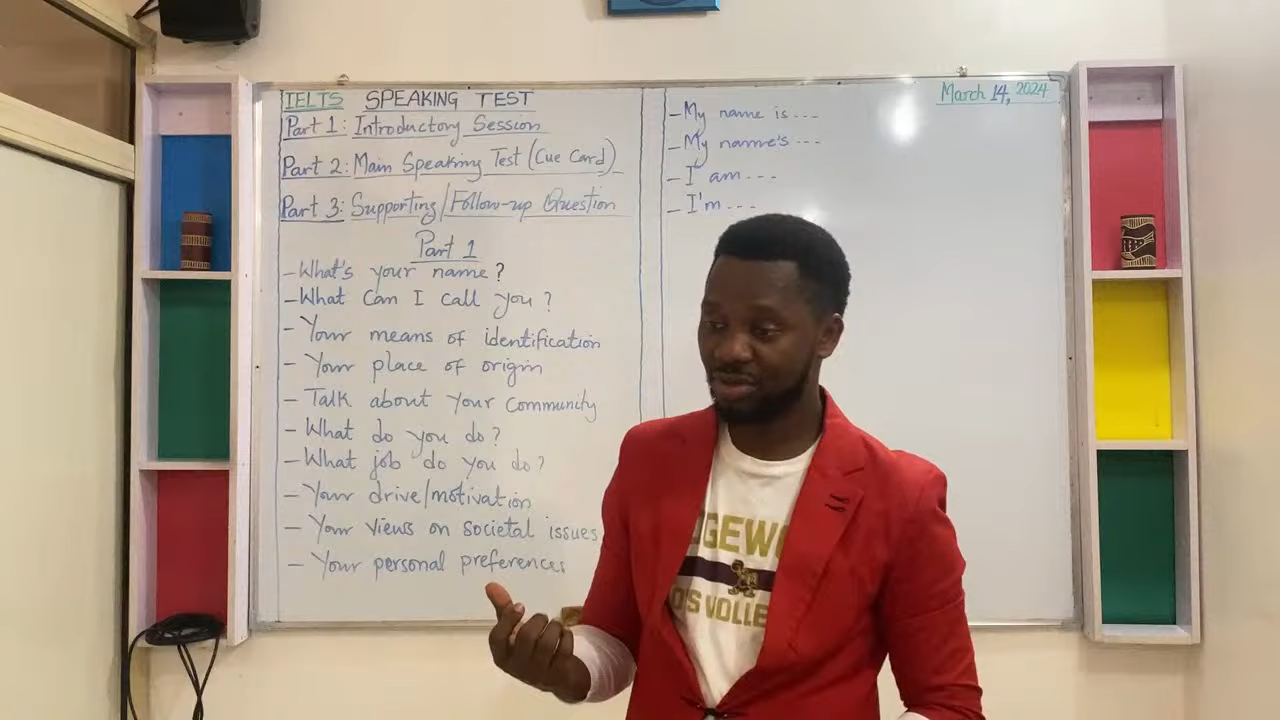 IELTS SPEAKING TEST
Part 1: Introductory Session
Part 2: Main Speaking Test (Cue Card)
Part 3: Supporting/Follow-up Question
Part 1
- What's your name?
- What Can I call you?
- Your means of identification
- Your place of origin
- Talk about your Community
- What do you do?
- What job do you do?
- Your drive/motivation
- Your views on societal issues
- Your personal preferences
March 14, 2024
- My name is ---
- My name's ---
- I am ---
- I'm ---